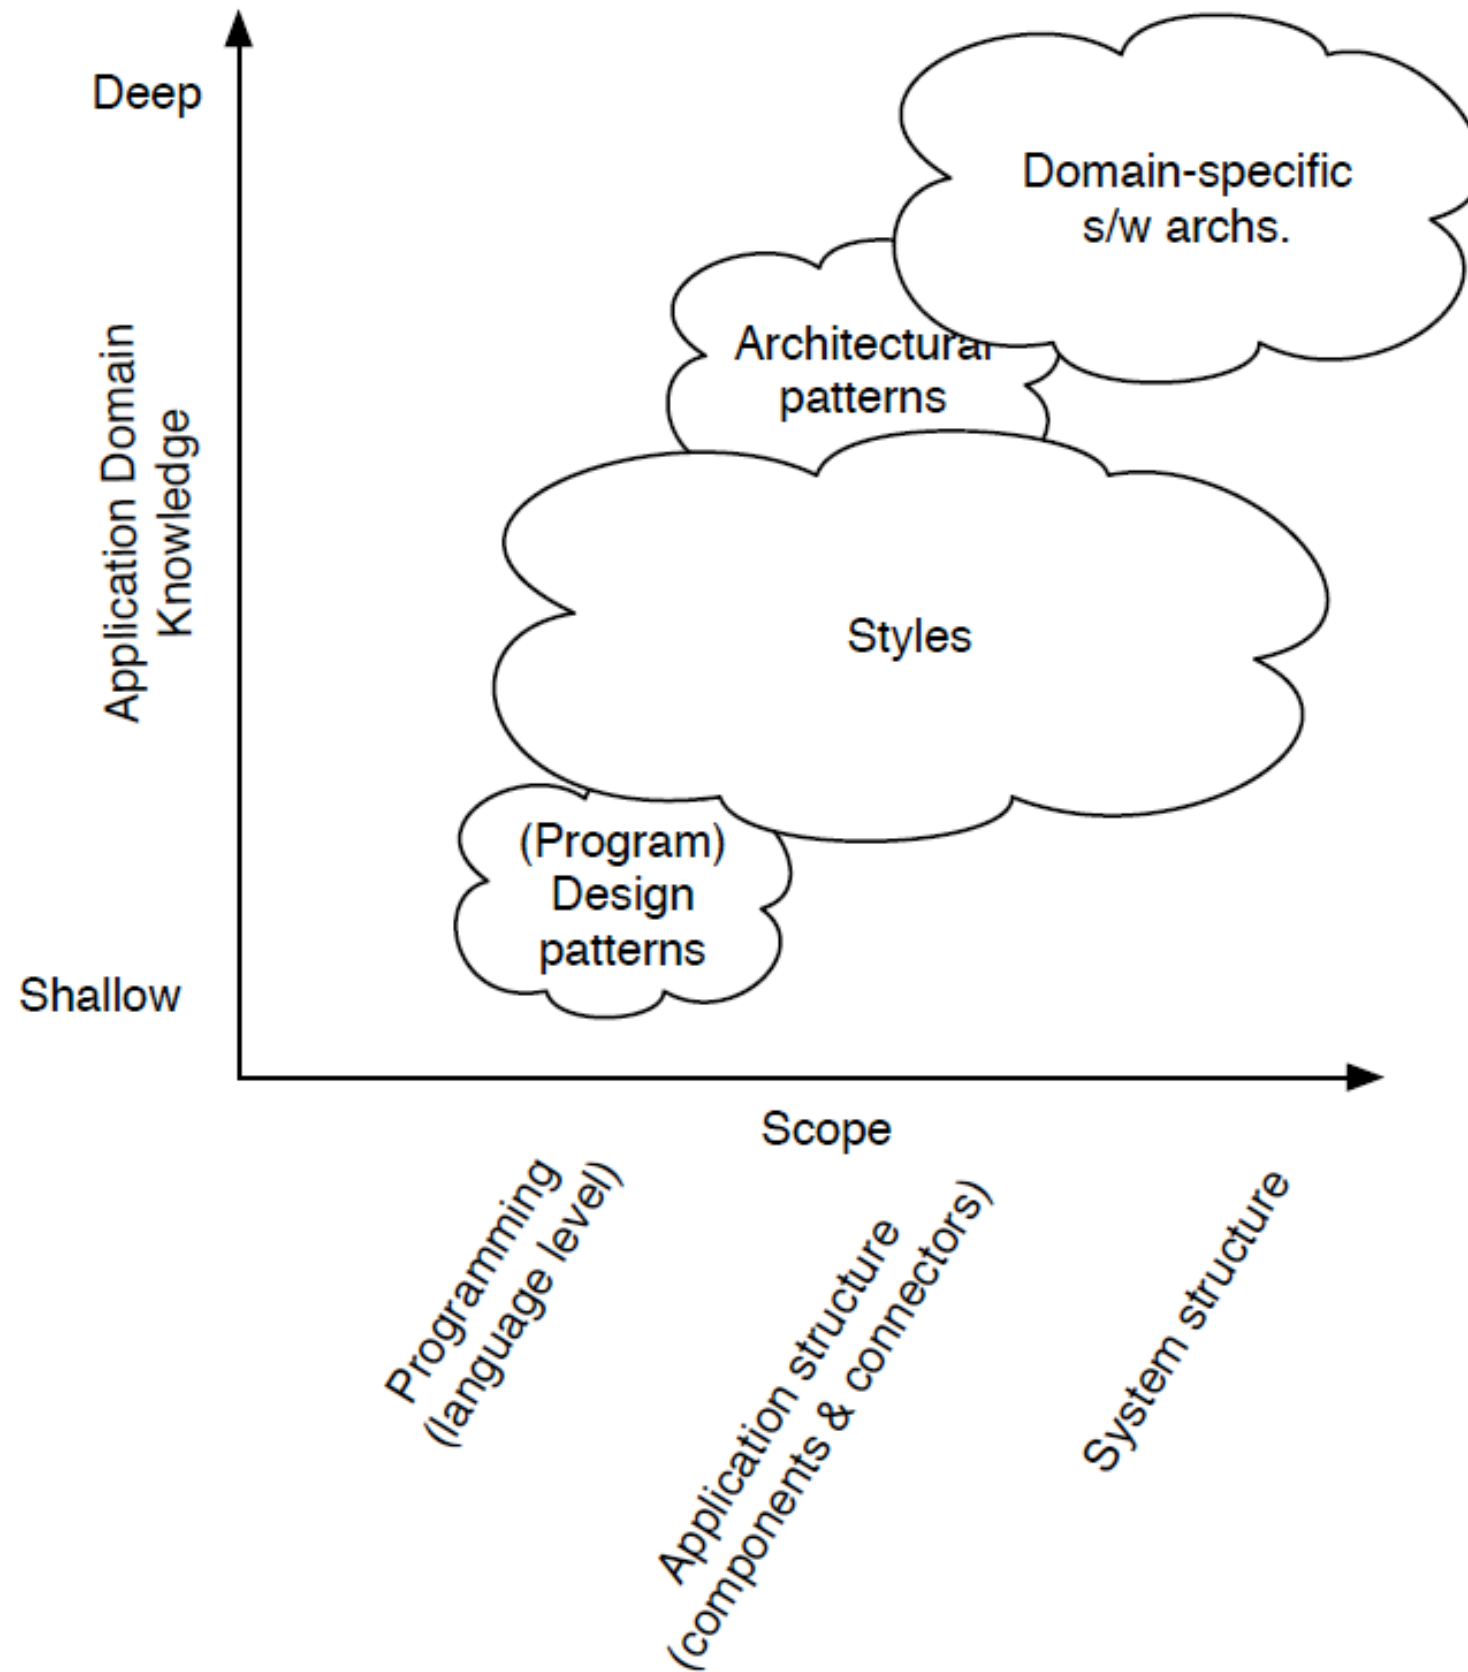 Deep
Domain-specific
s/w archs.
Architectural
patterns
Application Domain
Knowledge
Styles
(Program)
Design
patterns
Shallow
Scope
Programming
(language level)
Application structure
(components & connectors)
System structure